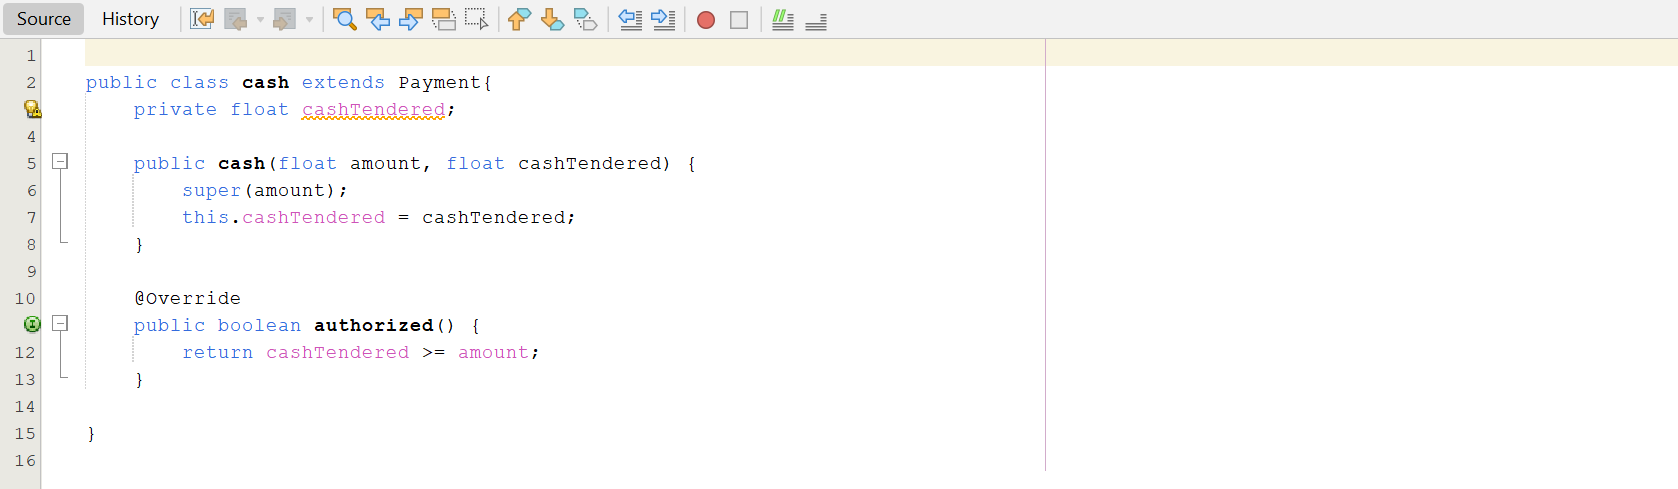 Source History
1
2 public class cash extends Payment{
private float cashTendered;
4
5 public cash(float amount, float cashTendered) {
6 super(amount);
7 this.cashTendered = cashTendered;
8 }
9
10 @Override
public boolean authorized() {
12 return cashTendered >= amount;
13 }
14
15 }
16